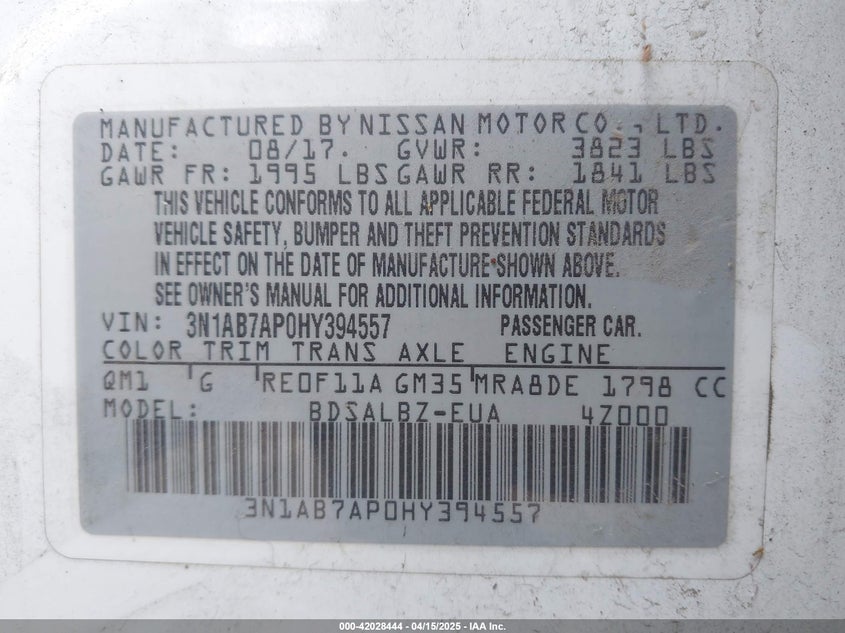 MANUFACTURED BY NISSAN MOTOR CO., LTD.
DATE: 08/17. GVWR: 3823 LBS
GAWR FR: 1995 LBS GAWR RR: 1841 LBS
THIS VEHICLE CONFORMS TO ALL APPLICABLE FEDERAL MOTOR
VEHICLE SAFETY, BUMPER AND THEFT PREVENTION STANDARDS
IN EFFECT ON THE DATE OF MANUFACTURE SHOWN ABOVE.
SEE OWNER'S MANUAL FOR ADDITIONAL INFORMATION.
VIN: 3N1AB7AP0HY394557 PASSENGER CAR.
COLOR TRIM TRANS AXLE ENGINE
QM1 G RE0F11A GM35 MRA8DE 1798 CC
MODEL: BDSALBZ-EUA 4Z000
3N1AB7AP0HY394557
000-42028444 - 04/15/2025 - IAA Inc.